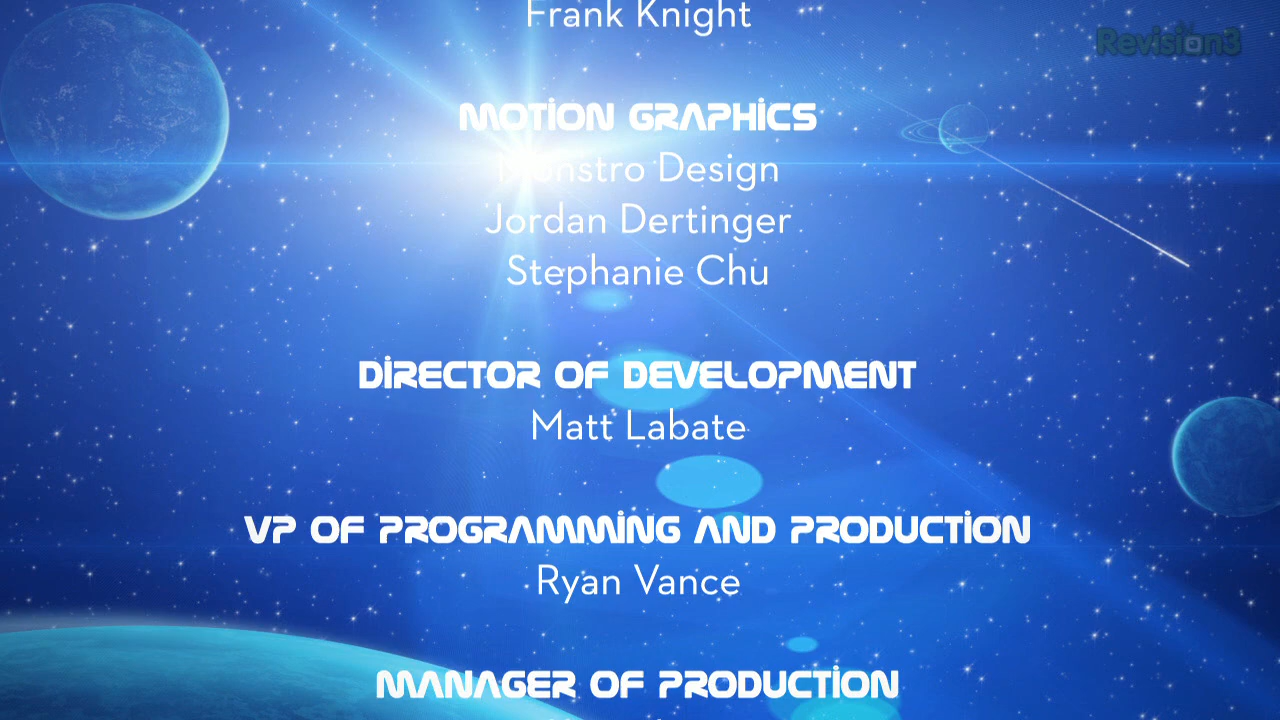 Frank Knight
Revision3
MOTION GRAPHICS
Monstro Design
Jordan Dertinger
Stephanie Chu
DIRECTOR OF DEVELOPMENT
Matt Labate
VP OF PROGRAMMING AND PRODUCTION
Ryan Vance
MANAGER OF PRODUCTION